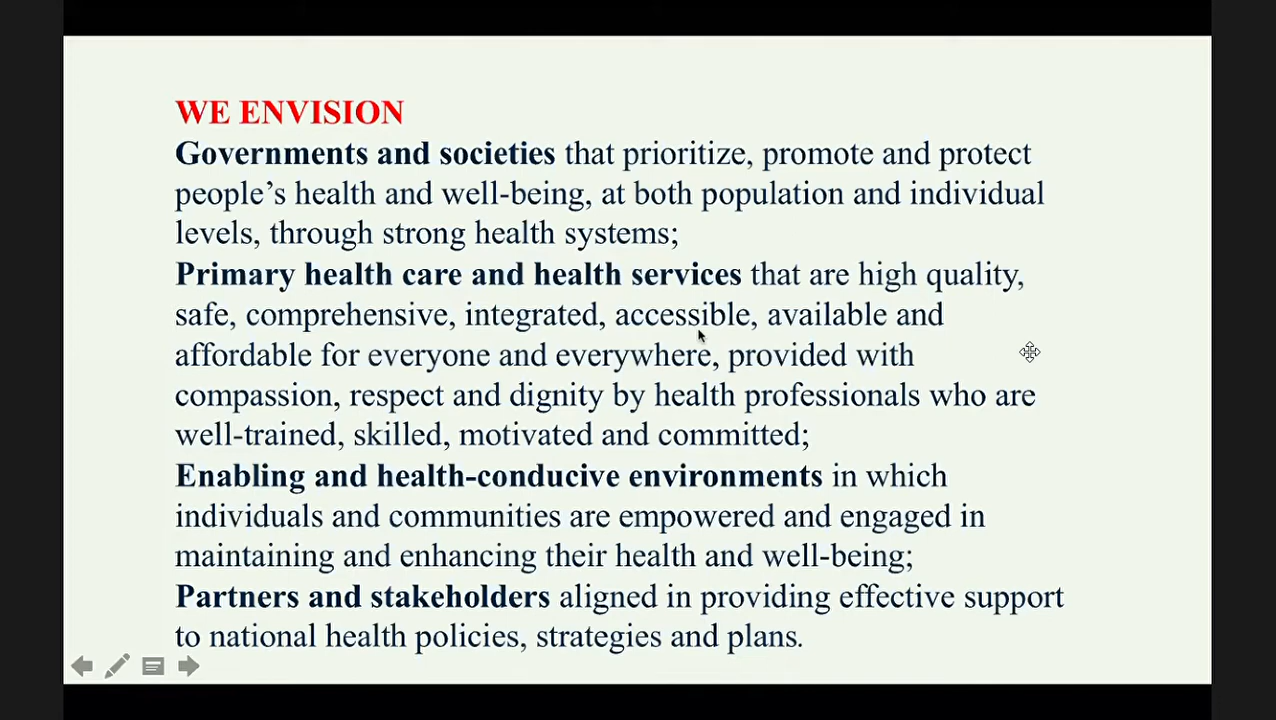 WE ENVISION
Governments and societies that prioritize, promote and protect
people’s health and well-being, at both population and individual
levels, through strong health systems;
Primary health care and health services that are high quality,
safe, comprehensive, integrated, accessible, available and
affordable for everyone and everywhere, provided with
compassion, respect and dignity by health professionals who are
well-trained, skilled, motivated and committed;
Enabling and health-conducive environments in which
individuals and communities are empowered and engaged in
maintaining and enhancing their health and well-being;
Partners and stakeholders aligned in providing effective support
to national health policies, strategies and plans.